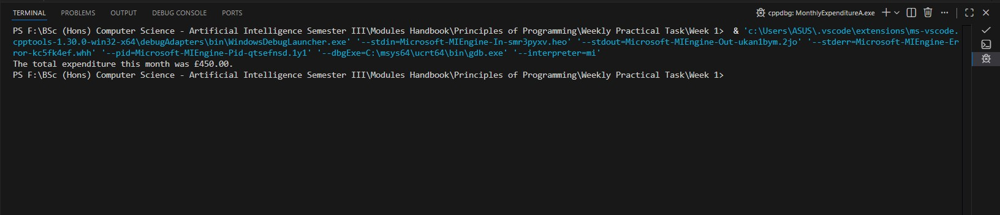 TERMINAL PROBLEMS OUTPUT DEBUG CONSOLE PORTS cppdbg: MonthlyExpenditureA.exe
PS F:\BSc (Hons) Computer Science - Artificial Intelligence Semester III\Modules Handbook\Principles of Programming\Weekly Practical Task\Week 1>  & 'c:\Users\ASUS\.vscode\extensions\ms-vscode.
cpptools-1.30.0-win32-x64\debugAdapters\bin\WindowsDebugLauncher.exe' '--stdin=Microsoft-MIEngine-In-smr3pyxv.heo' '--stdout=Microsoft-MIEngine-Out-ukan1bym.2jo' '--stderr=Microsoft-MIEngine-Er
ror-kc5fk4ef.whh' '--pid=Microsoft-MIEngine-Pid-qtsefnsd.1y1' '--dbgExe=C:\msys64\ucrt64\bin\gdb.exe' '--interpreter=mi'
The total expenditure this month was £450.00.
PS F:\BSc (Hons) Computer Science - Artificial Intelligence Semester III\Modules Handbook\Principles of Programming\Weekly Practical Task\Week 1>